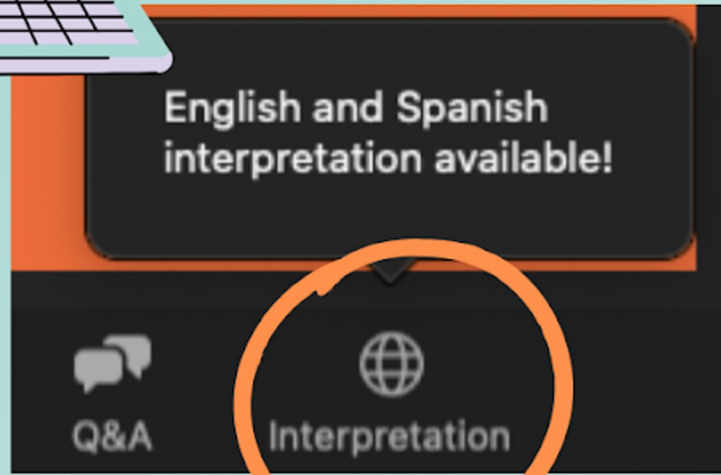 English and Spanish
interpretation available!
Q&A
Interpretation